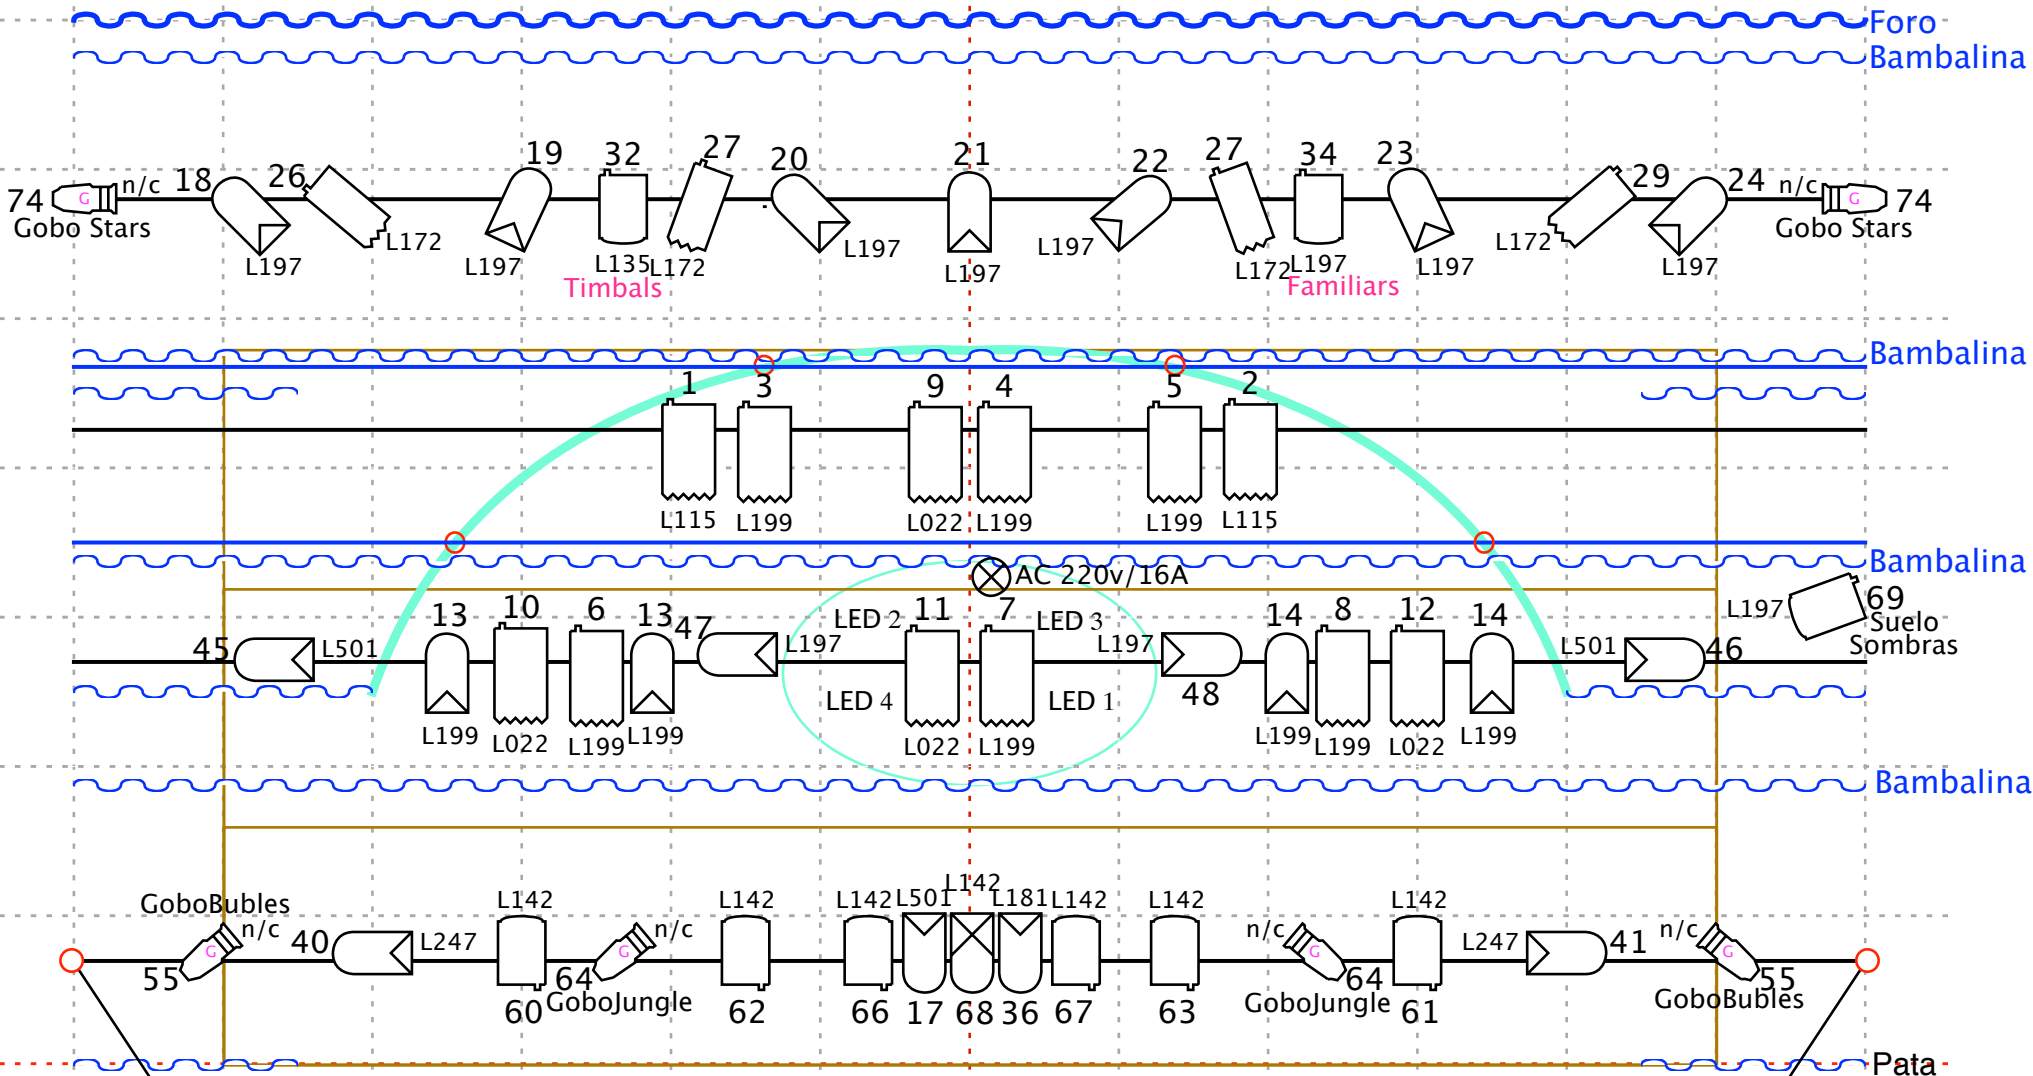 Foro
Bambalina
19 32 27 20 21 22 27 34 23
74 G n/c 18 26 29 24 n/c G 74
Gobo Stars L172 L197 L197 L172 Gobo Stars
L197 L197 L135 L172 L197 L172 L197 L197 L197
Timbals Familiars
Bambalina
1 3 9 4 5 2
L115 L199 L022 L199 L199 L115
Bambalina
AC 220v/16A
13 10 6 13 47 LED 2 11 7 LED 3 14 8 12 14 L197 69
Suelo
Sombras
45 L501 L197 L197 L501 46
LED 4 LED 1 48
L199 L022 L199 L199 L022 L199 L199 L199 L022 L199
Bambalina
GoboBubles L142 L142 L142 L501 L142 L181 L142 L142 L142
G n/c 40 L247 G n/c n/c G L247 41 n/c G
55 64 64 55
60 GoboJungle 62 66 17 68 36 67 63 GoboJungle 61 GoboBubles
Pata